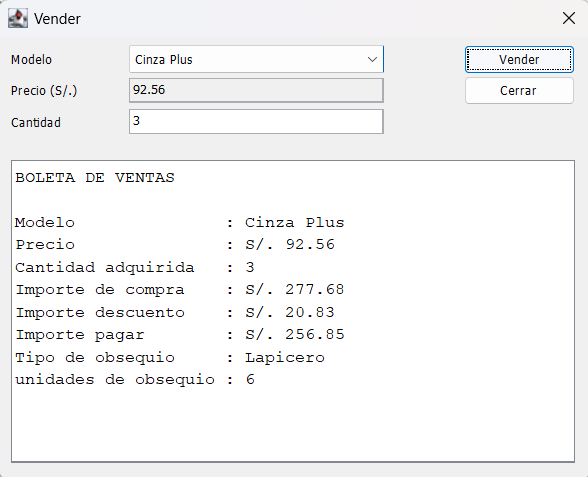 Vender
Modelo Cinza Plus Vender
Precio (S/.) 92.56 Cerrar
Cantidad 3
BOLETA DE VENTAS
Modelo : Cinza Plus
Precio : S/. 92.56
Cantidad adquirida : 3
Importe de compra : S/. 277.68
Importe descuento : S/. 20.83
Importe pagar : S/. 256.85
Tipo de obsequio : Lapicero
unidades de obsequio : 6